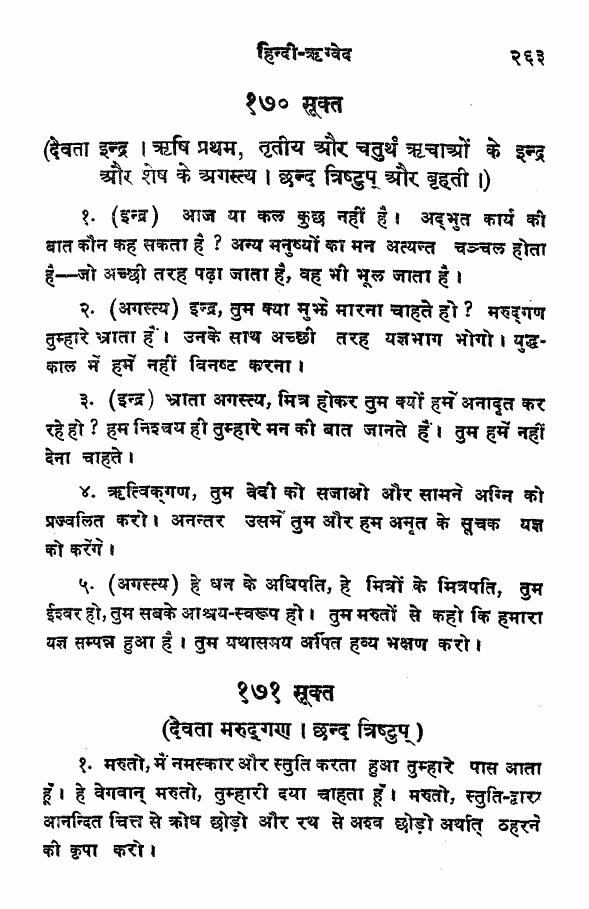 हिन्दी-ऋग्वेद २६३
१७० सूक्त
(देवता इन्द्र । ऋषि प्रथम, तृतीय और चतुर्थ ऋचाओं के इन्द्र
और शेष के अगस्त्य । छन्द त्रिष्टुप् और बृहती ।)
१. (इन्द्र) आज या कल कुछ नहीं है। अद्भुत कार्य की
बात कौन कह सकता है ? अन्य मनुष्यों का मन अत्यन्त चञ्चल होता
है—जो अच्छी तरह पढ़ा जाता है, वह भी भूल जाता है ।
२. (अगस्त्य) इन्द्र, तुम क्या मुझे मारना चाहते हो ? मरुद्गण
तुम्हारे भ्राता हैं। उनके साथ अच्छी तरह यज्ञभाग भोगो। युद्ध-
काल में हमें नहीं विनष्ट करना।
३. (इन्द्र) भ्राता अगस्त्य, मित्र होकर तुम क्यों हमें अनादृत कर
रहे हो ? हम निश्चय ही तुम्हारे मन की बात जानते हैं। तुम हमें नहीं
देना चाहते।
४. ऋत्विक्गण, तुम वेदी को सजाओ और सामने अग्नि को
प्रज्वलित करो। अनन्तर उसमें तुम और हम अमृत के सूचक यज्ञ
को करेंगे।
५. (अगस्त्य) हे धन के अधिपति, हे मित्रों के मित्रपति, तुम
ईश्वर हो, तुम सबके आश्रय-स्वरूप हो। तुम मरुतों से कहो कि हमारा
यज्ञ सम्पन्न हुआ है। तुम यथासमय अर्पित हव्य भक्षण करो।
१७१ सूक्त
(देवता मरुद्गण । छन्द त्रिष्टुप् )
१. मरुतो, मैं नमस्कार और स्तुति करता हुआ तुम्हारे पास आता
हूँ। हे वेगवान् मरुतो, तुम्हारी दया चाहता हूँ। मरुतो, स्तुति-द्वारा
आनन्दित चित्त से क्रोध छोड़ो और रथ से अश्व छोड़ो अर्थात् ठहरने
की कृपा करो।